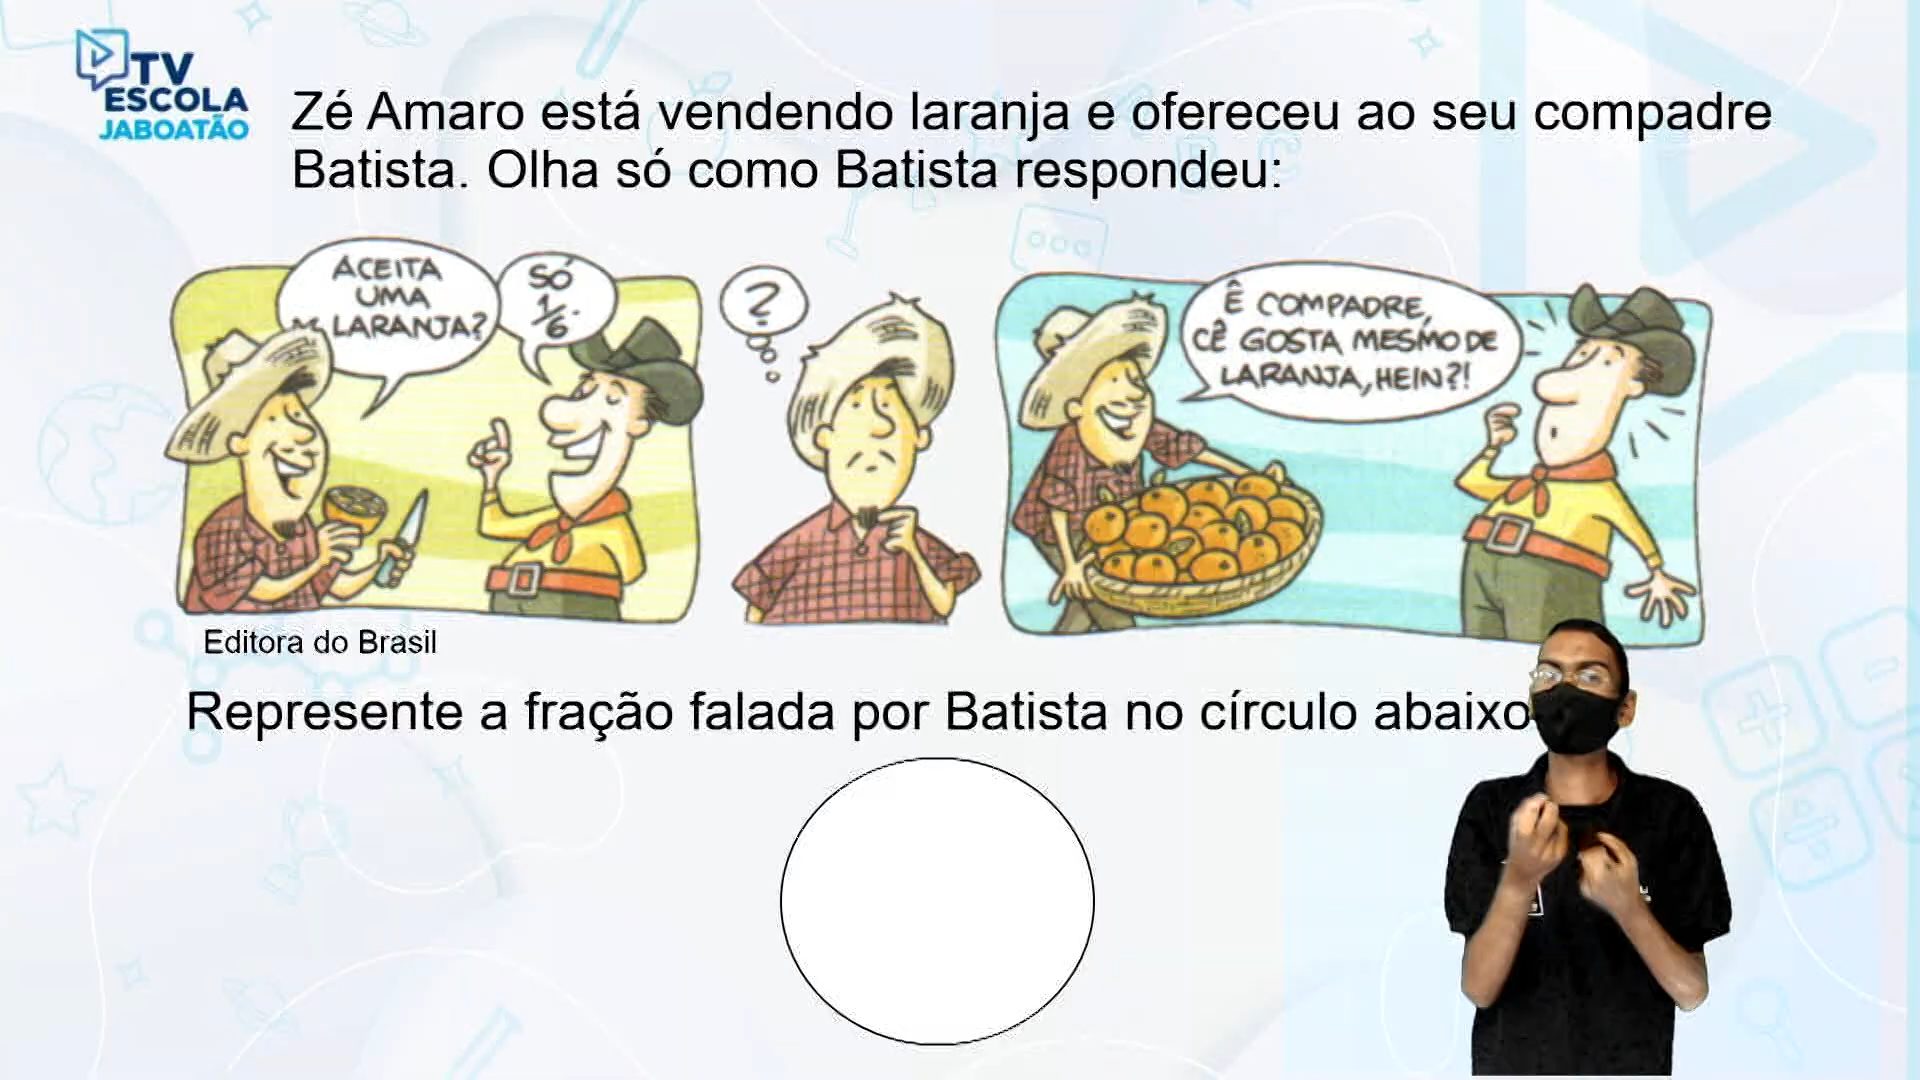 TV
ESCOLA
JABOATÃO
Zé Amaro está vendendo laranja e ofereceu ao seu compadre
Batista. Olha só como Batista respondeu:
ACEITA
UMA
LARANJA?
SÓ
1/6.
?
Ê COMPADRE,
CÊ GOSTA MESMO DE
LARANJA, HEIN?!
Editora do Brasil
Represente a fração falada por Batista no círculo abaixo